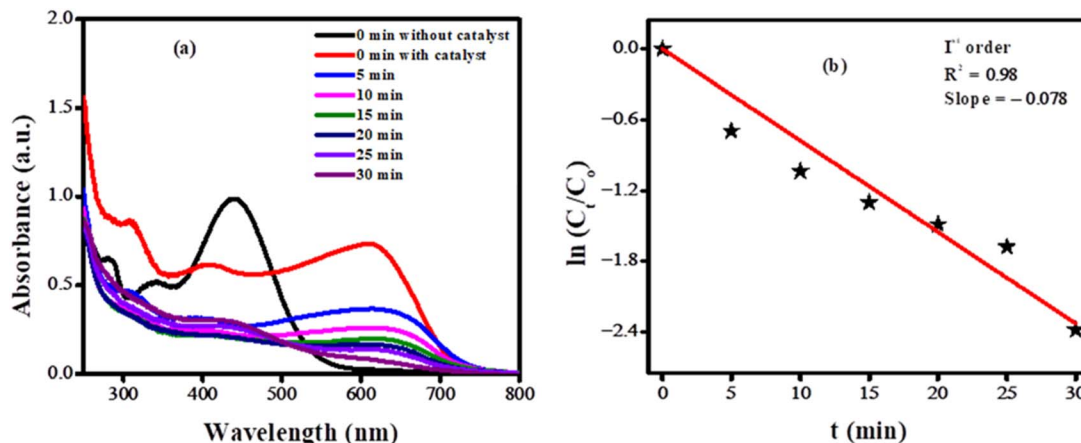 (a)
0 min without catalyst
0 min with catalyst
5 min
10 min
15 min
20 min
25 min
30 min
2.0
1.5
1.0
0.5
0.0
Absorbance (a.u.)
300 400 500 600 700 800
Wavelength (nm)
(b)
I order
R² = 0.98
Slope = −0.078
0.0
−0.6
−1.2
−1.8
−2.4
ln (Cₜ/Cₒ)
0 5 10 15 20 25 30
t (min)